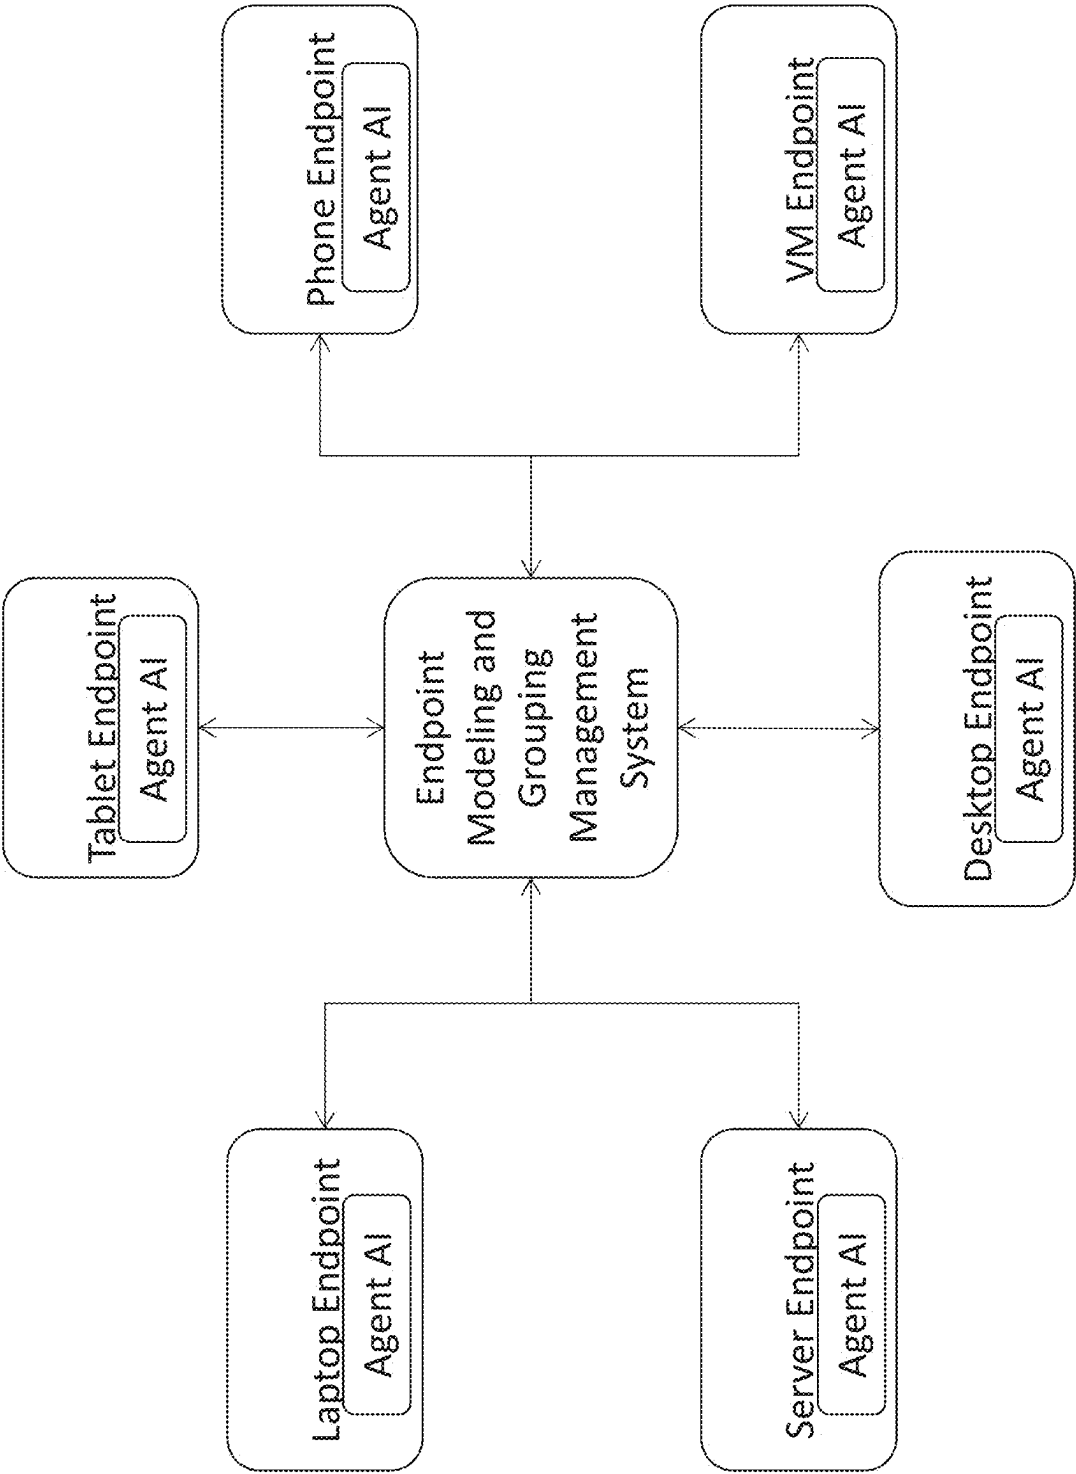 Tablet Endpoint
Agent AI
Laptop Endpoint
Agent AI
Phone Endpoint
Agent AI
Endpoint
Modeling and
Grouping
Management
System
Server Endpoint
Agent AI
VM Endpoint
Agent AI
Desktop Endpoint
Agent AI